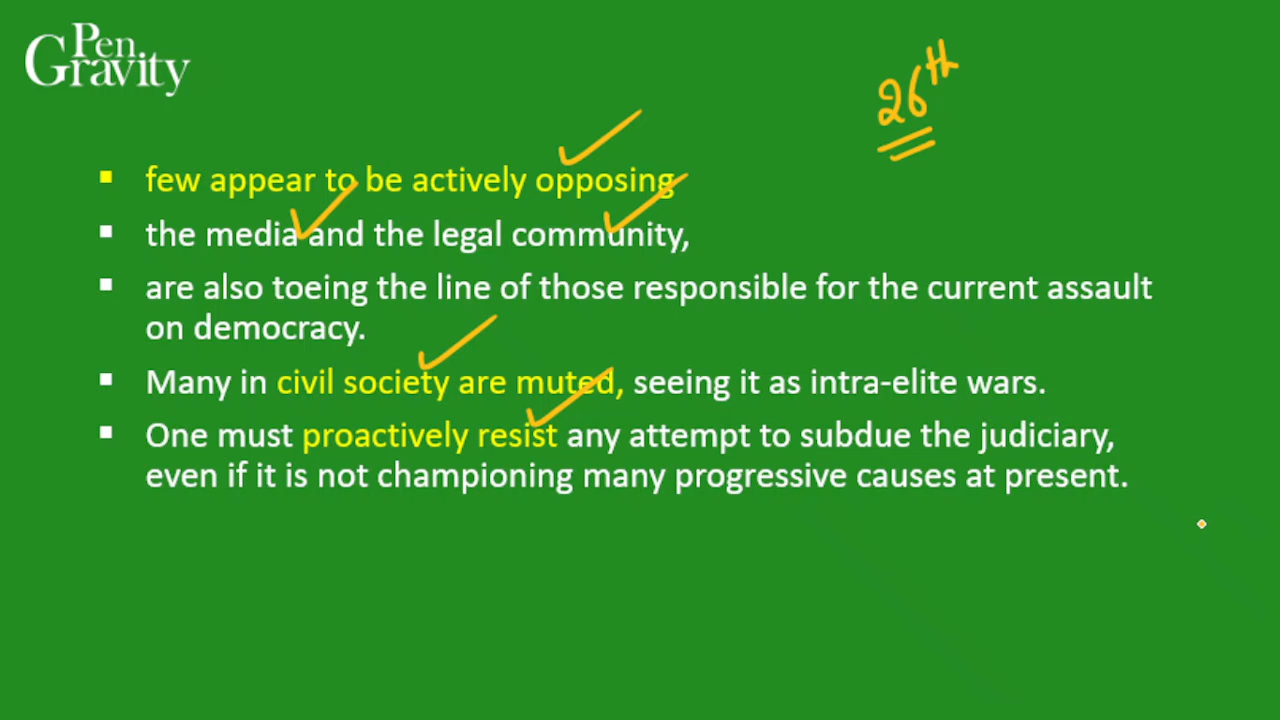 Pen
Gravity
26th
few appear to be actively opposing
the media and the legal community,
are also toeing the line of those responsible for the current assault
on democracy.
Many in civil society are muted, seeing it as intra-elite wars.
One must proactively resist any attempt to subdue the judiciary,
even if it is not championing many progressive causes at present.